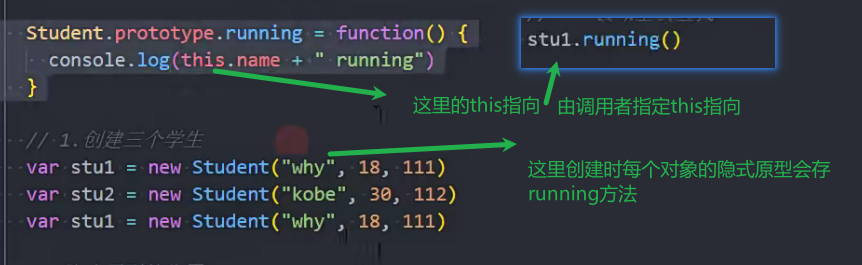 Student.prototype.running = function() {
console.log(this.name + " running")
}
stu1.running()
这里的this指向
由调用者指定this指向
// 1.创建三个学生
var stu1 = new Student("why", 18, 111)
var stu2 = new Student("kobe", 30, 112)
var stu1 = new Student("why", 18, 111)
这里创建时每个对象的隐式原型会存
running方法